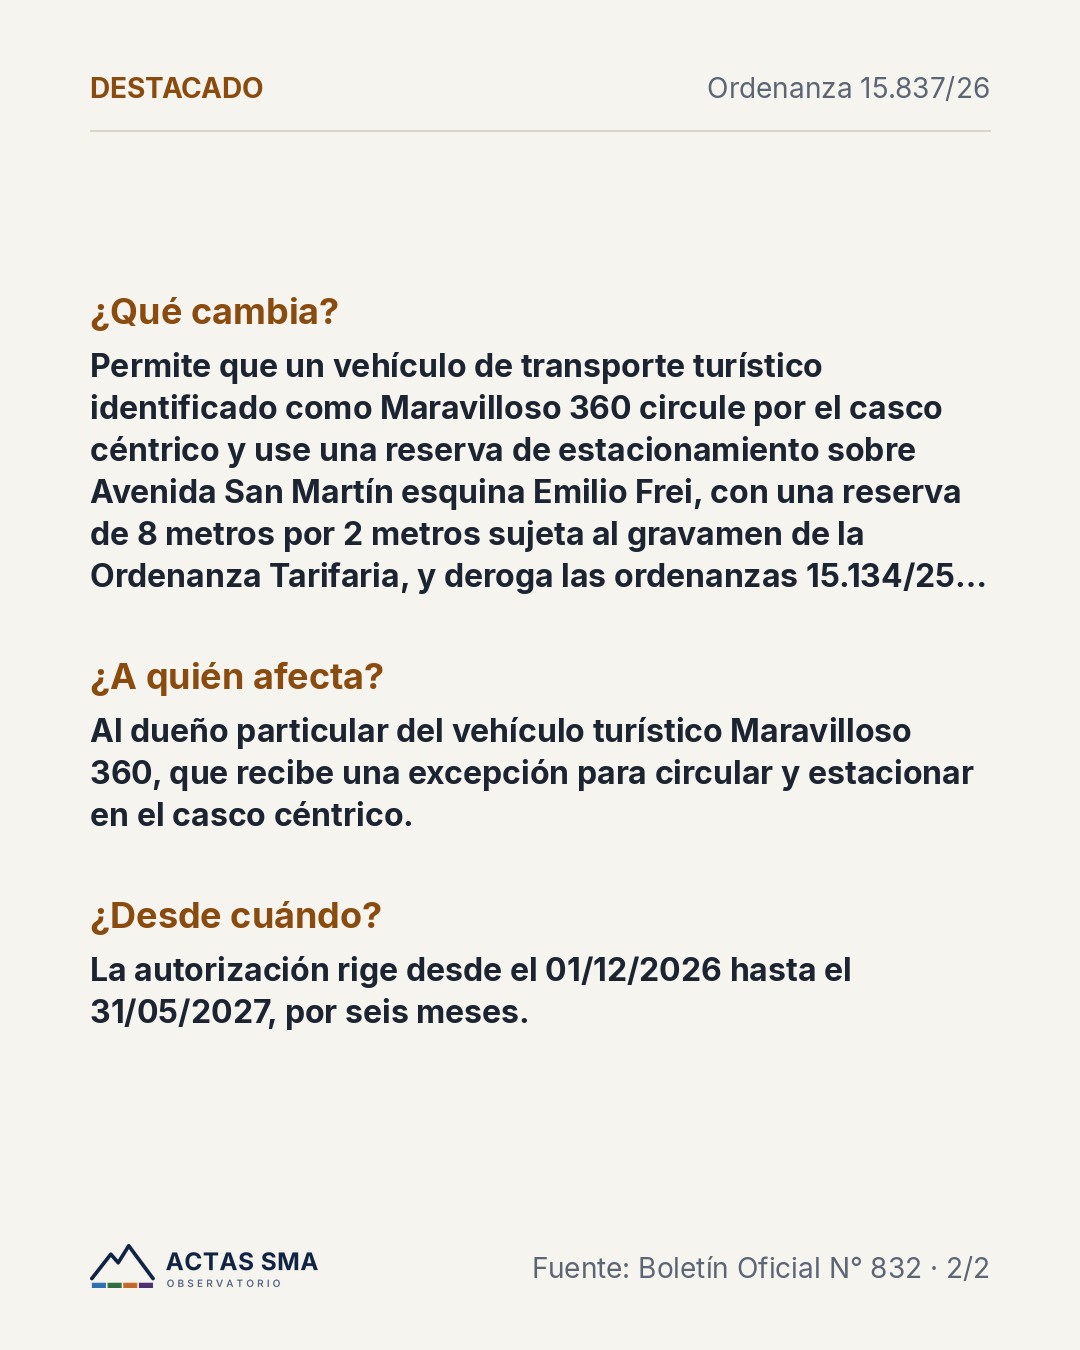 DESTACADO
Ordenanza 15.837/26
¿Qué cambia?
Permite que un vehículo de transporte turístico
identificado como Maravilloso 360 circule por el casco
céntrico y use una reserva de estacionamiento sobre
Avenida San Martín esquina Emilio Frei, con una reserva
de 8 metros por 2 metros sujeta al gravamen de la
Ordenanza Tarifaria, y deroga las ordenanzas 15.134/25…
¿A quién afecta?
Al dueño particular del vehículo turístico Maravilloso
360, que recibe una excepción para circular y estacionar
en el casco céntrico.
¿Desde cuándo?
La autorización rige desde el 01/12/2026 hasta el
31/05/2027, por seis meses.
ACTAS SMA
OBSERVATORIO
Fuente: Boletín Oficial N° 832 · 2/2